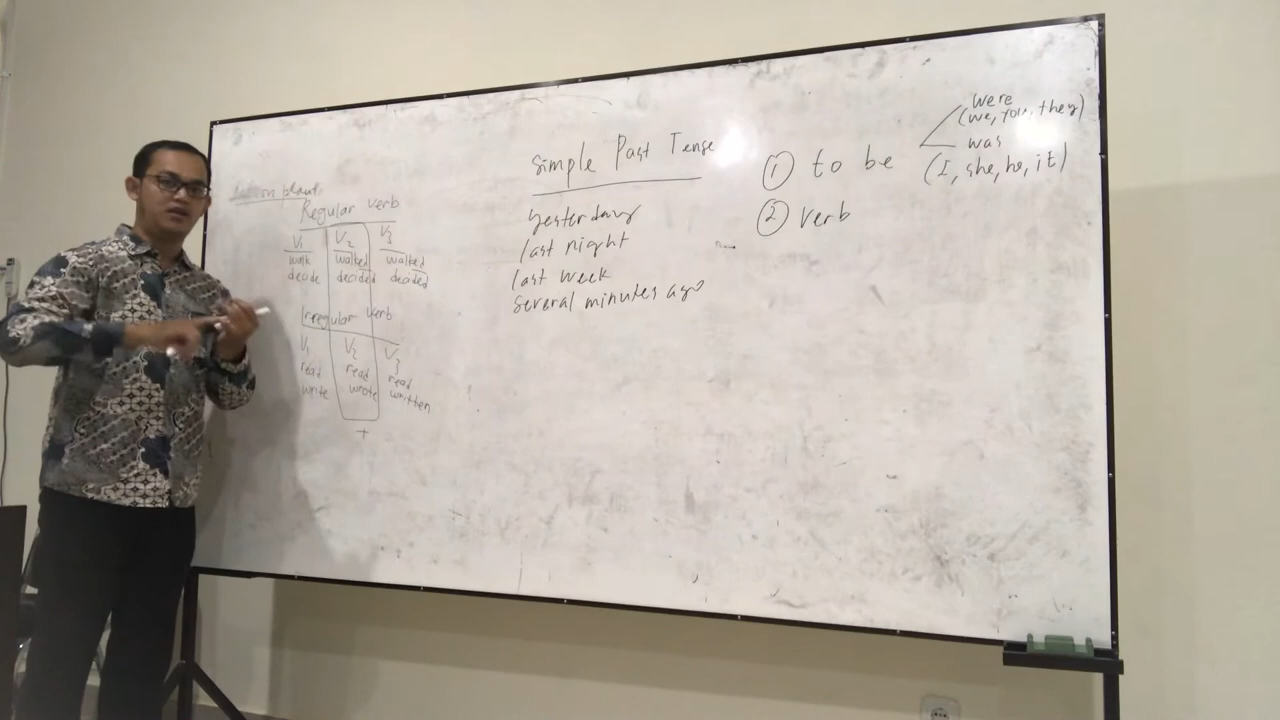 Regular verb
V1 V2 V3
walk walked walked
decide decided decided
Irregular verb
V1 V2 V3
read read read
write wrote written
+
Simple Past Tense
yesterday
last night
last week
several minutes ago
① to be
were
(we, you, they)
was
(I, she, he, it)
② verb